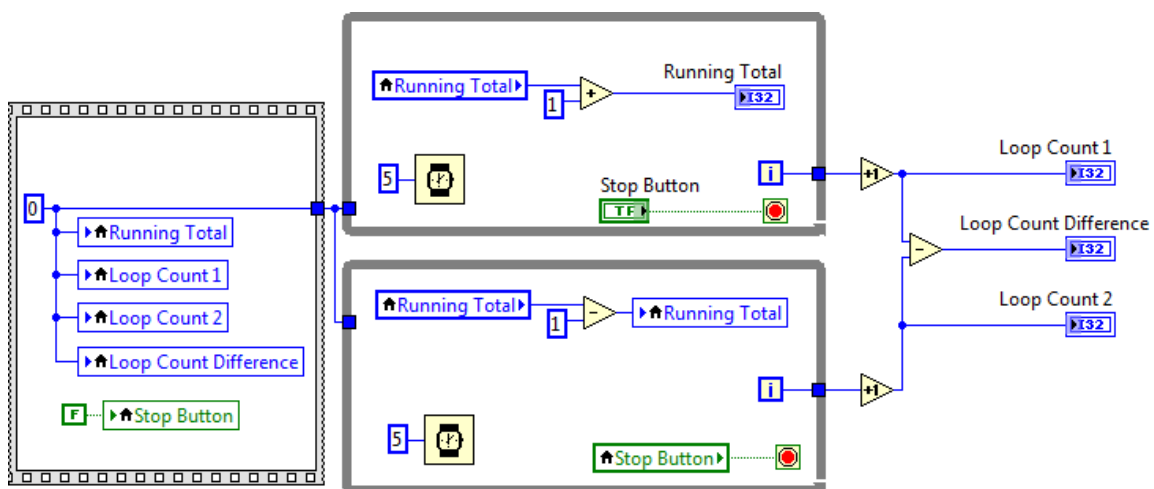 0
Running Total
Loop Count 1
Loop Count 2
Loop Count Difference
F
Stop Button
Running Total
1
+
Running Total
I32
5
Stop Button
TF
i
Running Total
1
-
Running Total
5
i
Stop Button
+1
Loop Count 1
I32
-
Loop Count Difference
I32
Loop Count 2
I32
+1